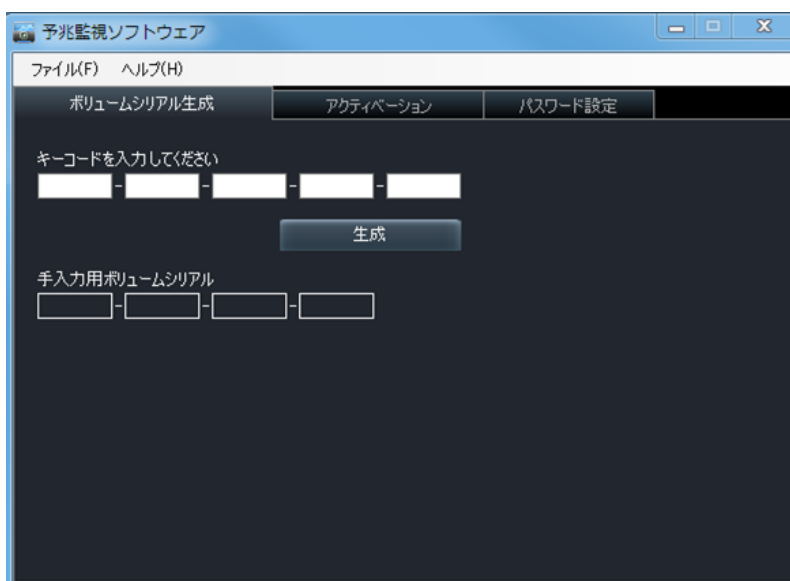 予兆監視ソフトウェア
ファイル(F) ヘルプ(H)
ボリュームシリアル生成 アクティベーション パスワード設定
キーコードを入力してください
- - - -
生成
手入力用ボリュームシリアル
- - -